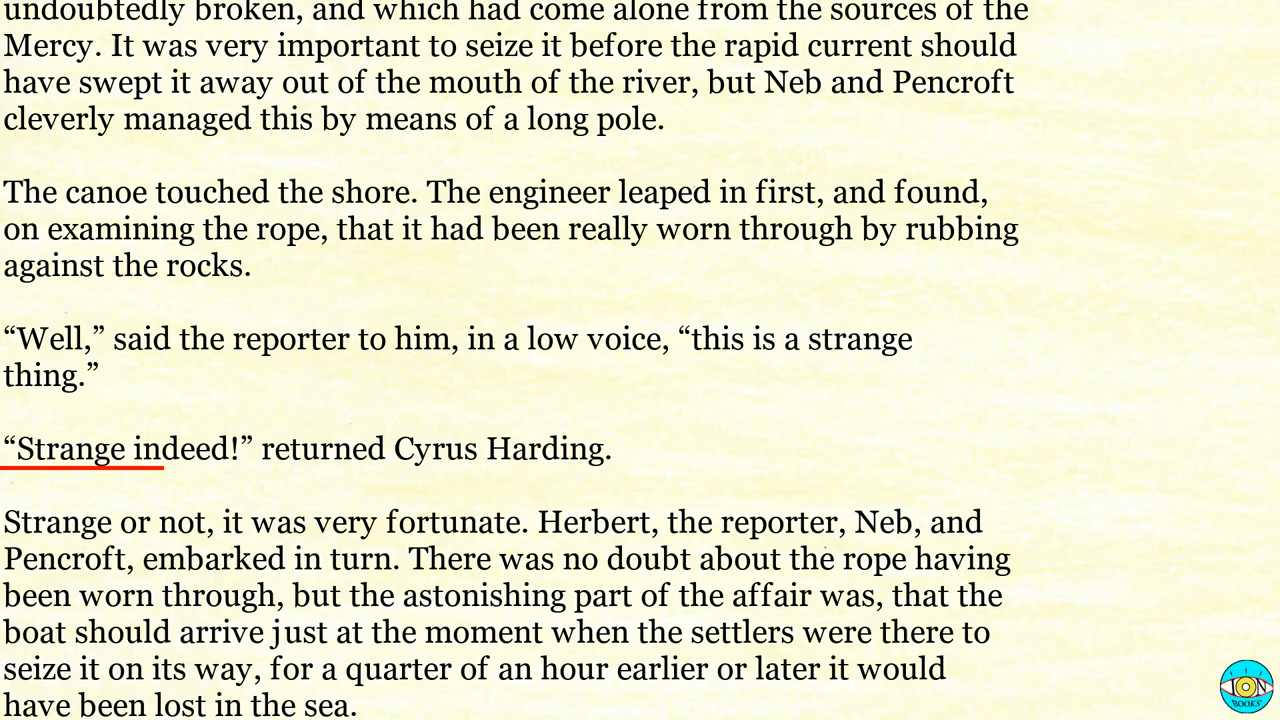 undoubtedly broken, and which had come alone from the sources of the
Mercy. It was very important to seize it before the rapid current should
have swept it away out of the mouth of the river, but Neb and Pencroft
cleverly managed this by means of a long pole.
The canoe touched the shore. The engineer leaped in first, and found,
on examining the rope, that it had been really worn through by rubbing
against the rocks.
“Well,” said the reporter to him, in a low voice, “this is a strange
thing.”
“Strange indeed!” returned Cyrus Harding.
Strange or not, it was very fortunate. Herbert, the reporter, Neb, and
Pencroft, embarked in turn. There was no doubt about the rope having
been worn through, but the astonishing part of the affair was, that the
boat should arrive just at the moment when the settlers were there to
seize it on its way, for a quarter of an hour earlier or later it would
have been lost in the sea.
ION
BOOKS